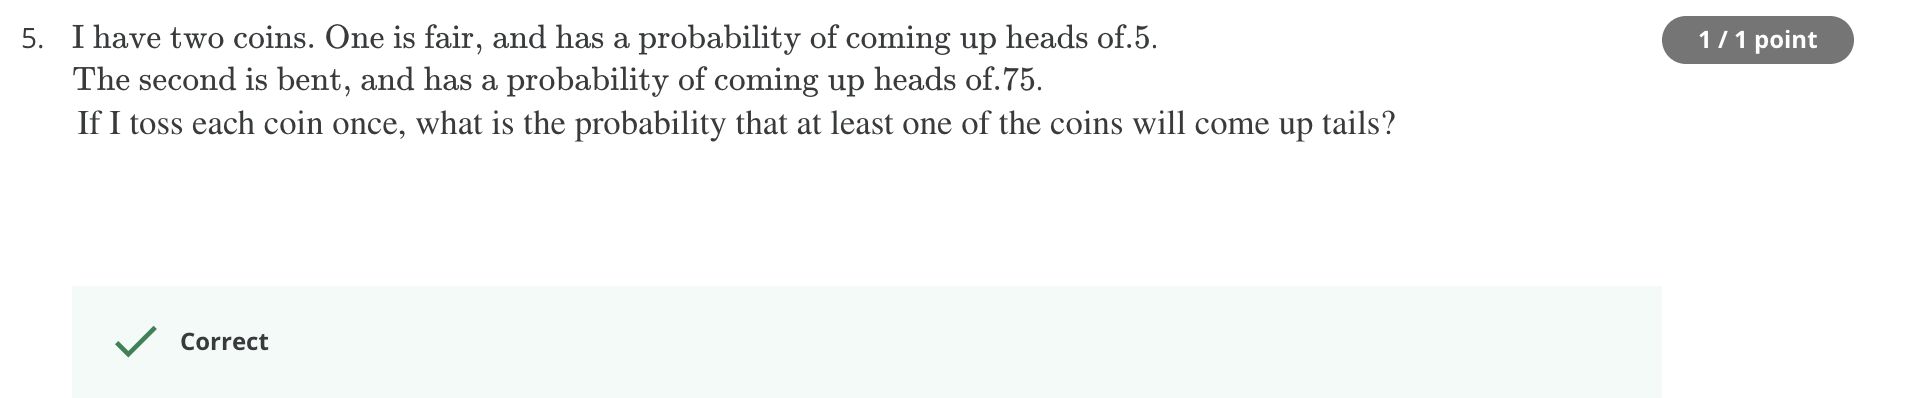 5. I have two coins. One is fair, and has a probability of coming up heads of.5.
1 / 1 point
The second is bent, and has a probability of coming up heads of.75.
If I toss each coin once, what is the probability that at least one of the coins will come up tails?
Correct